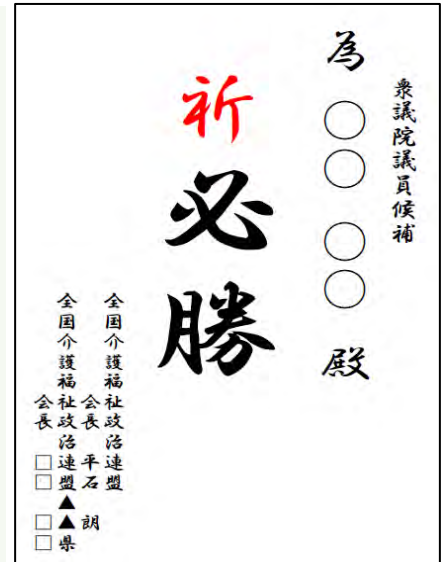 衆議院議員候補
為 〇〇 〇〇 殿
祈必勝
全国介護福祉政治連盟
会長 平石 朗
全国介護福祉政治連盟▲▲県
会長 □□ □□